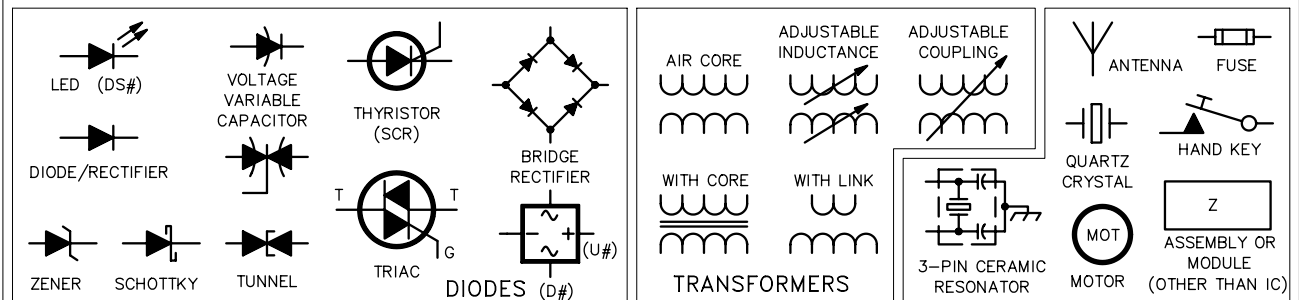 LED (DS#)
DIODE/RECTIFIER
ZENER
SCHOTTKY
VOLTAGE
VARIABLE
CAPACITOR
TUNNEL
THYRISTOR
(SCR)
T T
G
TRIAC
BRIDGE
RECTIFIER
~
- +
~
(U#)
(D#)
DIODES
AIR CORE
ADJUSTABLE
INDUCTANCE
ADJUSTABLE
COUPLING
WITH CORE
WITH LINK
TRANSFORMERS
ANTENNA
FUSE
QUARTZ
CRYSTAL
HAND KEY
3-PIN CERAMIC
RESONATOR
MOT
MOTOR
Z
ASSEMBLY OR
MODULE
(OTHER THAN IC)